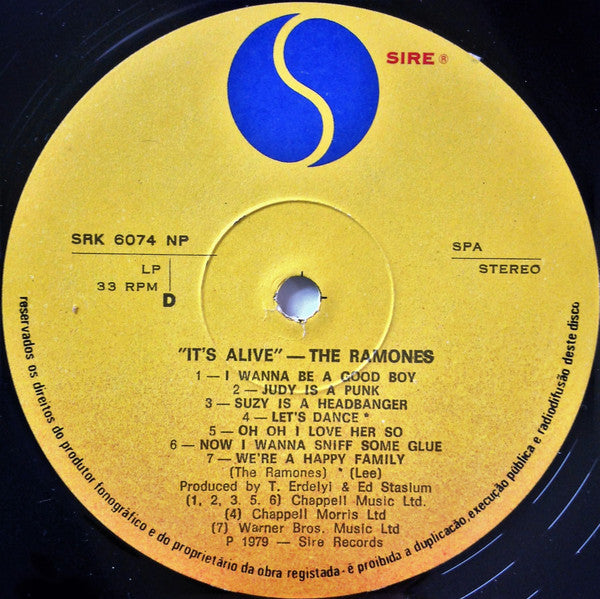 SIRE ®
SRK 6074 NP
LP
33 RPM
D
SPA
STEREO
"IT'S ALIVE" — THE RAMONES
1 — I WANNA BE A GOOD BOY
2 — JUDY IS A PUNK
3 — SUZY IS A HEADBANGER
4 — LET'S DANCE *
5 — OH OH I LOVE HER SO
6 — NOW I WANNA SNIFF SOME GLUE
7 — WE'RE A HAPPY FAMILY
(The Ramones) * (Lee)
Produced by T. Erdelyi & Ed Stasium
(1, 2, 3, 5. 6) Chappell Music Ltd.
(4) Chappell Morris Ltd
(7) Warner Bros. Music Ltd
P 1979 — Sire Records
reservados os direitos do produtor fonográfico e do proprietário da obra registada - é proibida a duplicação, execução pública e radiodifusão deste disco